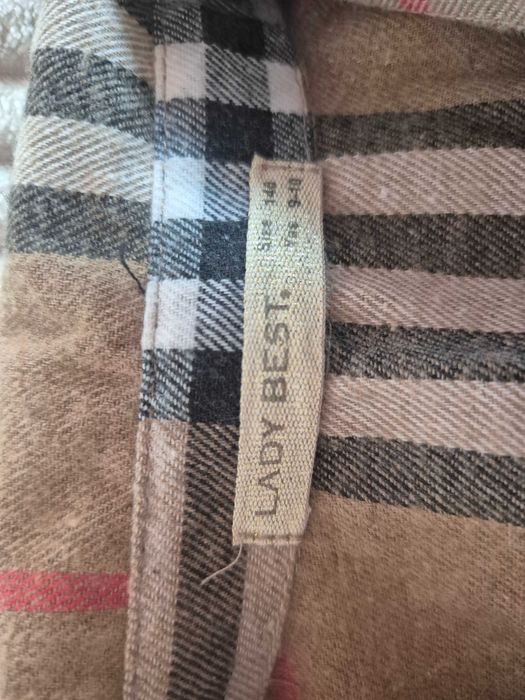 LADY BEST.
Size : 140
Yrs : 9-10